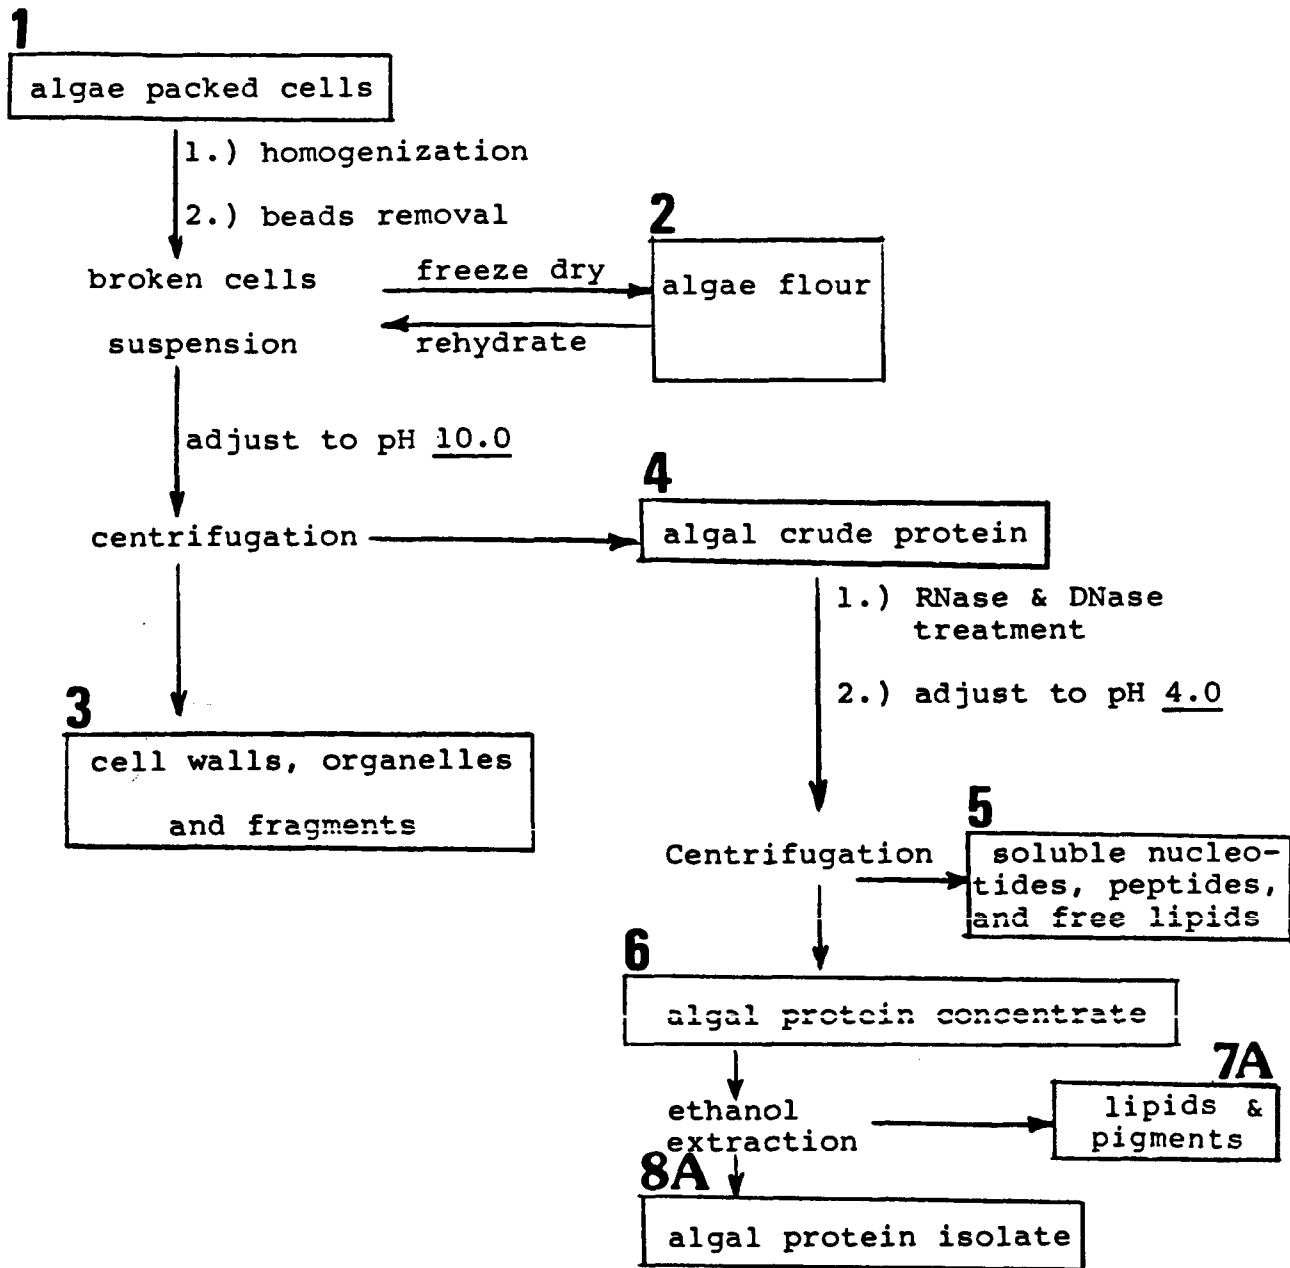 1
algae packed cells
1.) homogenization
2.) beads removal
2
broken cells
suspension
freeze dry
rehydrate
algae flour
adjust to pH 10.0
4
centrifugation
algal crude protein
1.) RNase & DNase
treatment
2.) adjust to pH 4.0
3
cell walls, organelles
and fragments
5
Centrifugation
soluble nucleo-
tides, peptides,
and free lipids
6
algal protein concentrate
7A
ethanol
extraction
lipids &
pigments
8A
algal protein isolate